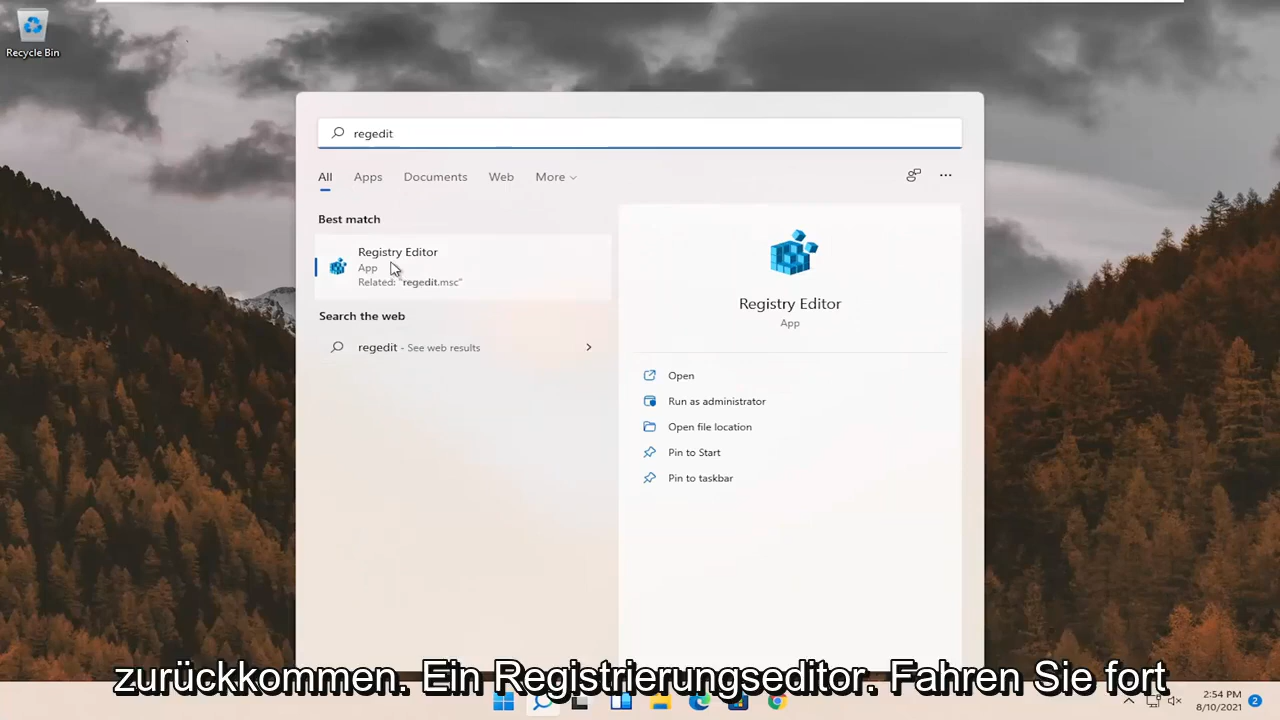 Recycle Bin
regedit
All Apps Documents Web More
Best match
Registry Editor
App
Related: "regedit.msc"
Search the web
regedit - See web results
Registry Editor
App
Open
Run as administrator
Open file location
Pin to Start
Pin to taskbar
zurückkommen. Ein Registrierungseditor. Fahren Sie fort
2:54 PM
8/10/2021
2